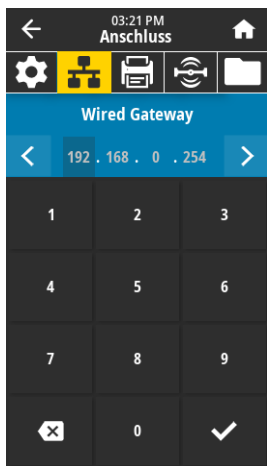 03:21 PM
Anschluss
Wired Gateway
192 . 168 . 0 . 254
1 2 3
4 5 6
7 8 9
0